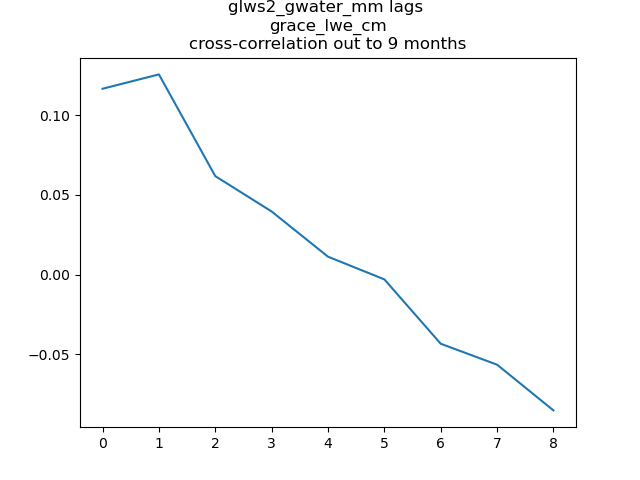 glws2_gwater_mm lags
grace_lwe_cm
cross-correlation out to 9 months
0.10
0.05
0.00
−0.05
0 1 2 3 4 5 6 7 8